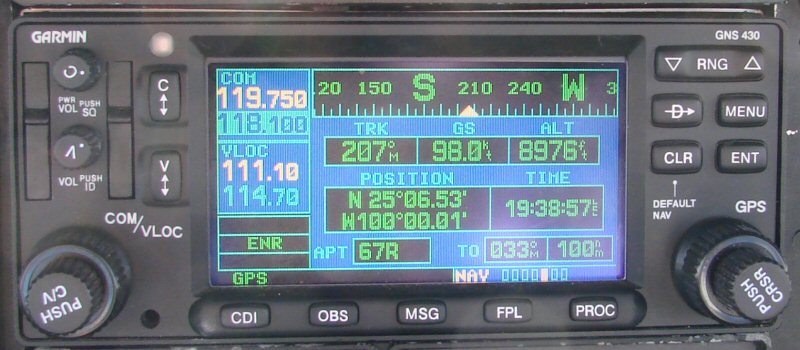 GARMIN
GNS 430
PWR VOL
PUSH SQ
C
VOL
PUSH ID
V
COM/VLOC
PUSH C/V
COM
119.750
118.100
VLOC
111.10
114.70
ENR
GPS
20 150 S 210 240 W 3
TRK GS ALT
207°M 98.0kt 8976ft
POSITION TIME
N 25°06.53' 19:38:57
W100°00.01'
APT 67R TO 033°M 100nm
NAV
RNG
D
MENU
CLR
ENT
DEFAULT NAV
GPS
PUSH CRSR
CDI OBS MSG FPL PROC